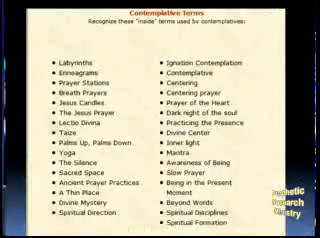 Contemplative Terms
Recognize these "inside" terms used by contemplatives:
Labyrinths
Enneagrams
Prayer Stations
Breath Prayers
Jesus Candles
The Jesus Prayer
Lectio Divina
Taize
Palms Up, Palms Down
Yoga
The Silence
Sacred Space
Ancient Prayer Practices
A Thin Place
Divine Mystery
Spiritual Direction
Ignation Contemplation
Contemplative
Centering
Centering prayer
Prayer of the Heart
Dark night of the soul
Practicing the Presence
Divine Center
Inner light
Mantra
Awareness of Being
Slow Prayer
Being in the Present
Moment
Beyond Words
Spiritual Disciplines
Spiritual Formation
Prophetic
Research
Ministry